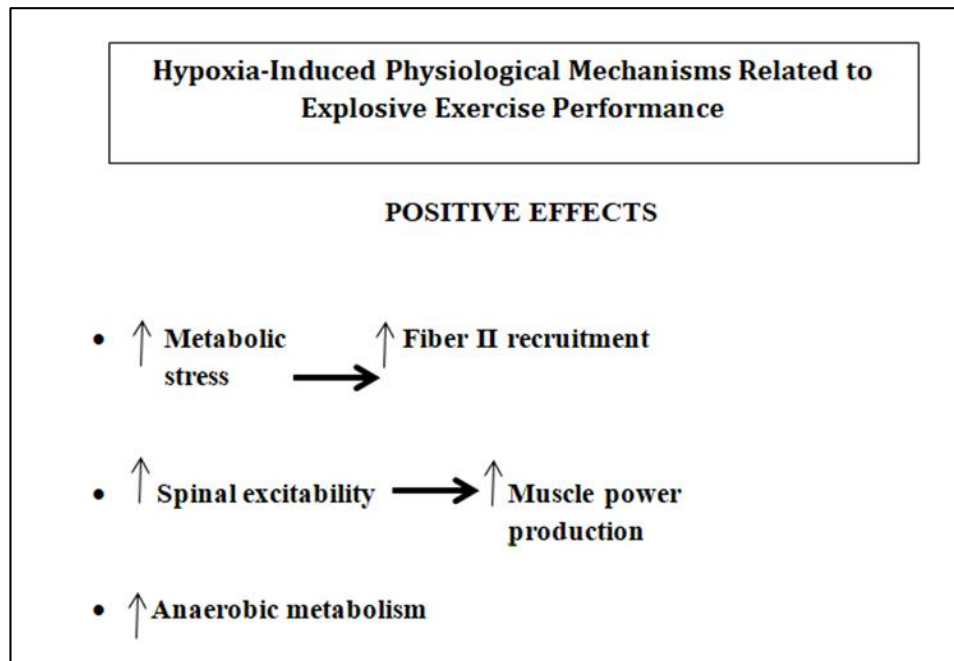 Hypoxia-Induced Physiological Mechanisms Related to
Explosive Exercise Performance
POSITIVE EFFECTS
• ↑ Metabolic stress → ↑ Fiber II recruitment
• ↑ Spinal excitability → ↑ Muscle power production
• ↑ Anaerobic metabolism